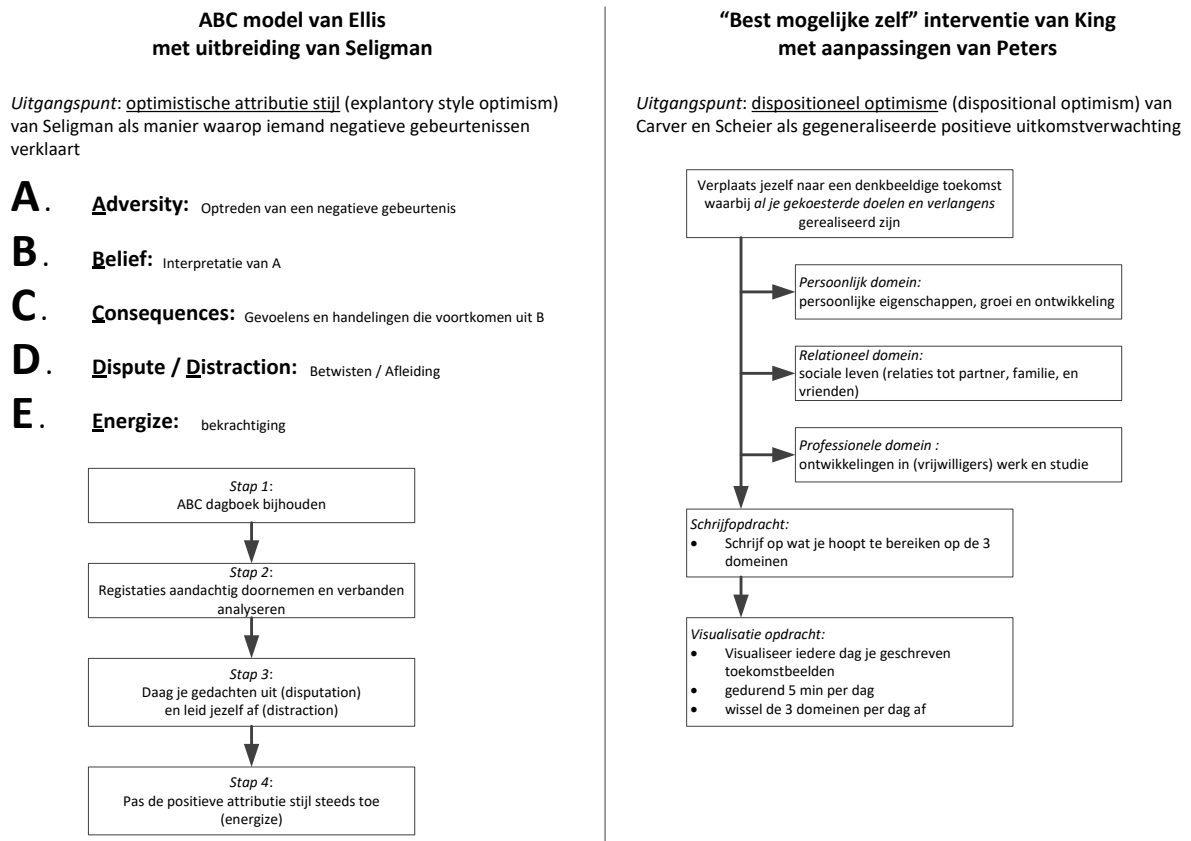 ABC model van Ellis
met uitbreiding van Seligman
Uitgangspunt: optimistische attributie stijl (explantory style optimism)
van Seligman als manier waarop iemand negatieve gebeurtenissen
verklaart
A. Adversity: Optreden van een negatieve gebeurtenis
B. Belief: Interpretatie van A
C. Consequences: Gevoelens en handelingen die voortkomen uit B
D. Dispute / Distraction: Betwisten / Afleiding
E. Energize: bekrachtiging
Stap 1:
ABC dagboek bijhouden
Stap 2:
Registaties aandachtig doornemen en verbanden
analyseren
Stap 3:
Daag je gedachten uit (disputation)
en leid jezelf af (distraction)
Stap 4:
Pas de positieve attributie stijl steeds toe
(energize)
“Best mogelijke zelf” interventie van King
met aanpassingen van Peters
Uitgangspunt: dispositioneel optimisme (dispositional optimism) van
Carver en Scheier als gegeneraliseerde positieve uitkomstverwachting
Verplaats jezelf naar een denkbeeldige toekomst
waarbij al je gekoesterde doelen en verlangens
gerealiseerd zijn
Persoonlijk domein:
persoonlijke eigenschappen, groei en ontwikkeling
Relationeel domein:
sociale leven (relaties tot partner, familie, en
vrienden)
Professionele domein :
ontwikkelingen in (vrijwilligers) werk en studie
Schrijfopdracht:
• Schrijf op wat je hoopt te bereiken op de 3
domeinen
Visualisatie opdracht:
• Visualiseer iedere dag je geschreven
toekomstbeelden
• gedurend 5 min per dag
• wissel de 3 domeinen per dag af